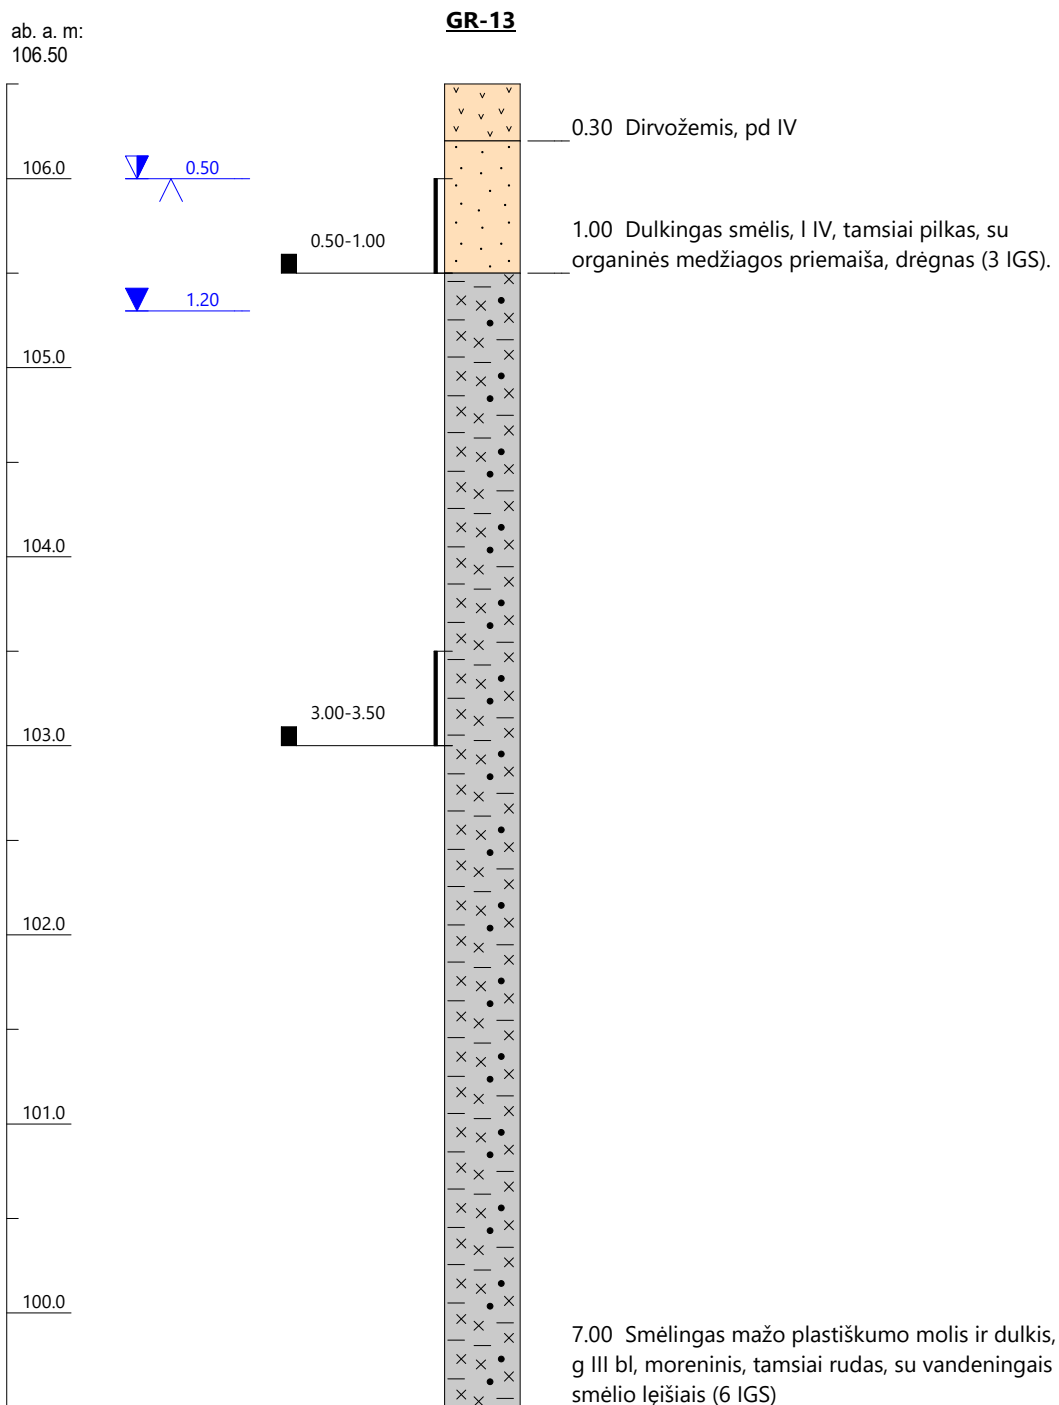 GR-13
ab. a. m:
106.50
0.30 Dirvožemis, pd IV
106.0
0.50
0.50-1.00
1.00 Dulkingas smėlis, l IV, tamsiai pilkas, su
organinės medžiagos priemaiša, drėgnas (3 IGS).
1.20
105.0
104.0
3.00-3.50
103.0
102.0
101.0
100.0
7.00 Smėlingas mažo plastiškumo molis ir dulkis,
g III bl, moreninis, tamsiai rudas, su vandeningais
smėlio lęišiais (6 IGS)